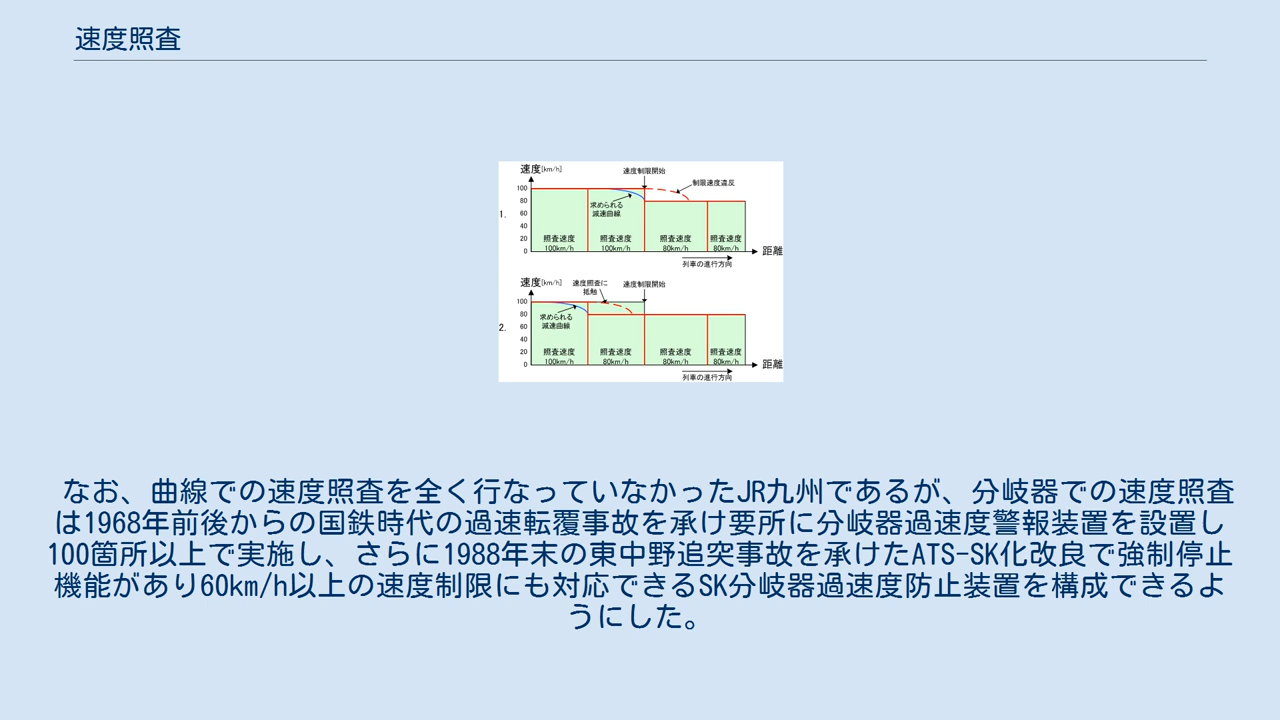 速度照査
速度[km/h]
速度制限開始
制限速度違反
100
80
60
40
20
0
1.
求められる
減速曲線
照査速度
100km/h
照査速度
100km/h
照査速度
80km/h
照査速度
80km/h
距離
列車の進行方向
速度[km/h]
速度照査に
抵触
速度制限開始
100
80
60
40
20
0
2.
求められる
減速曲線
照査速度
100km/h
照査速度
80km/h
照査速度
80km/h
照査速度
80km/h
距離
列車の進行方向
なお、曲線での速度照査を全く行なっていなかったJR九州であるが、分岐器での速度照査
は1968年前後からの国鉄時代の過速転覆事故を承け要所に分岐器過速度警報装置を設置し
100箇所以上で実施し、さらに1988年末の東中野追突事故を承けたATS-SK化改良で強制停止
機能があり60km/h以上の速度制限にも対応できるSK分岐器過速度防止装置を構成できるよ
うにした。